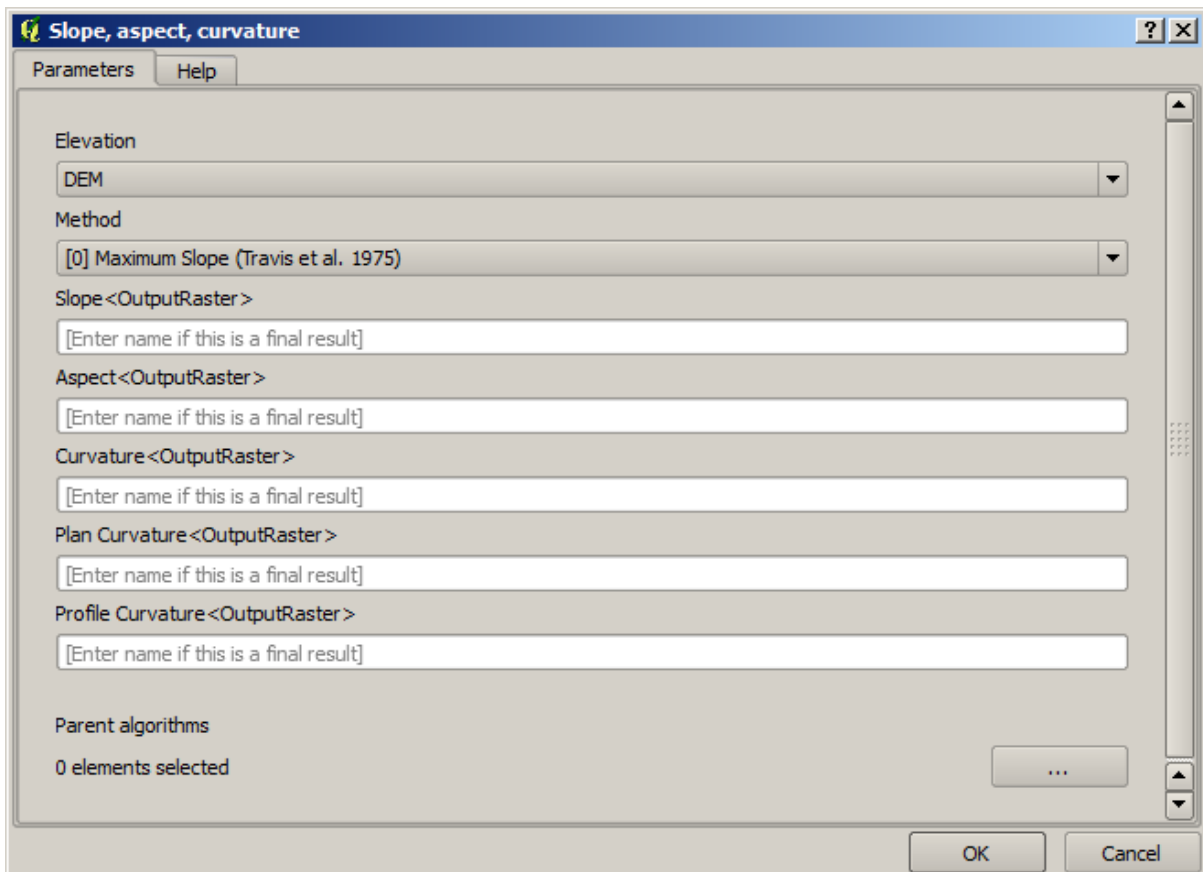 Slope, aspect, curvature
Parameters Help
Elevation
DEM
Method
[0] Maximum Slope (Travis et al. 1975)
Slope<OutputRaster>
[Enter name if this is a final result]
Aspect<OutputRaster>
[Enter name if this is a final result]
Curvature<OutputRaster>
[Enter name if this is a final result]
Plan Curvature<OutputRaster>
[Enter name if this is a final result]
Profile Curvature<OutputRaster>
[Enter name if this is a final result]
Parent algorithms
0 elements selected ...
OK Cancel